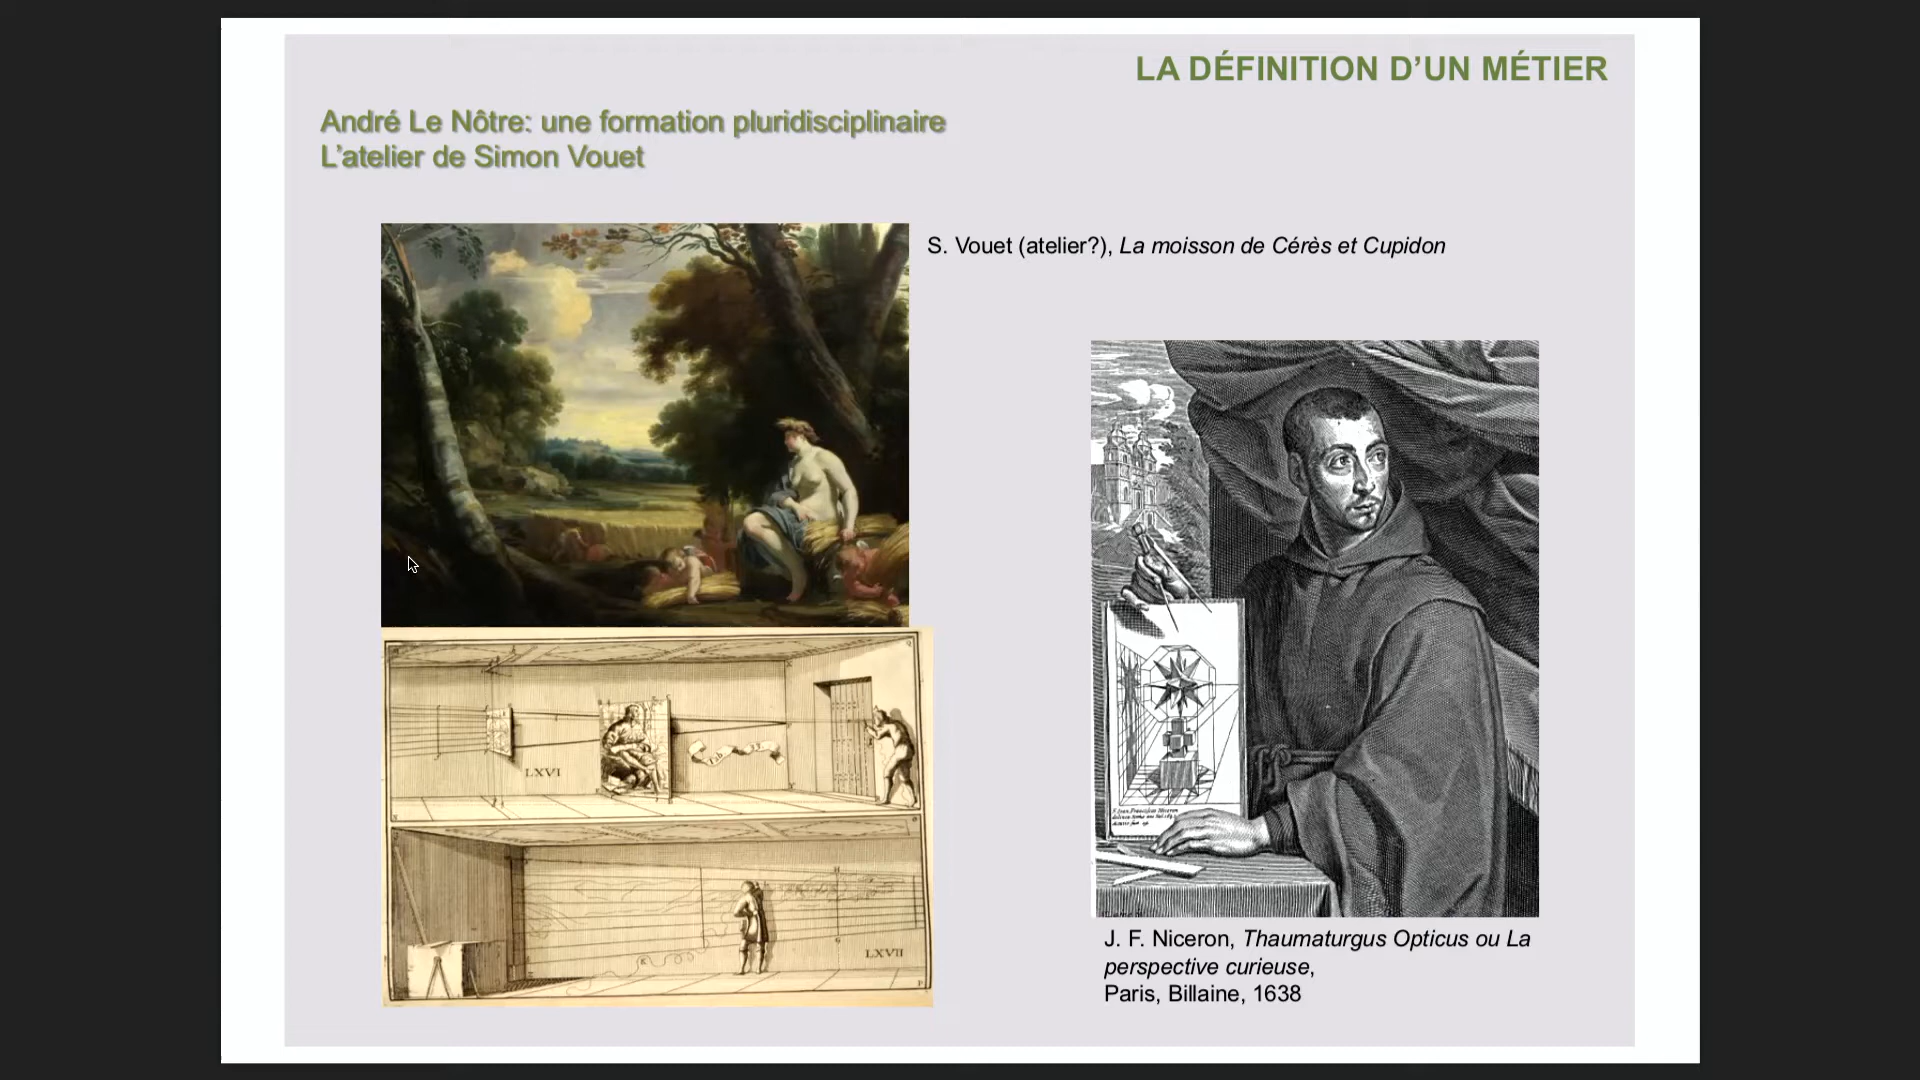 LA DÉFINITION D’UN MÉTIER
André Le Nôtre: une formation pluridisciplinaire
L’atelier de Simon Vouet
S. Vouet (atelier?), La moisson de Cérès et Cupidon
LXVI
LXVII
J. F. Niceron, Thaumaturgus Opticus ou La
perspective curieuse,
Paris, Billaine, 1638